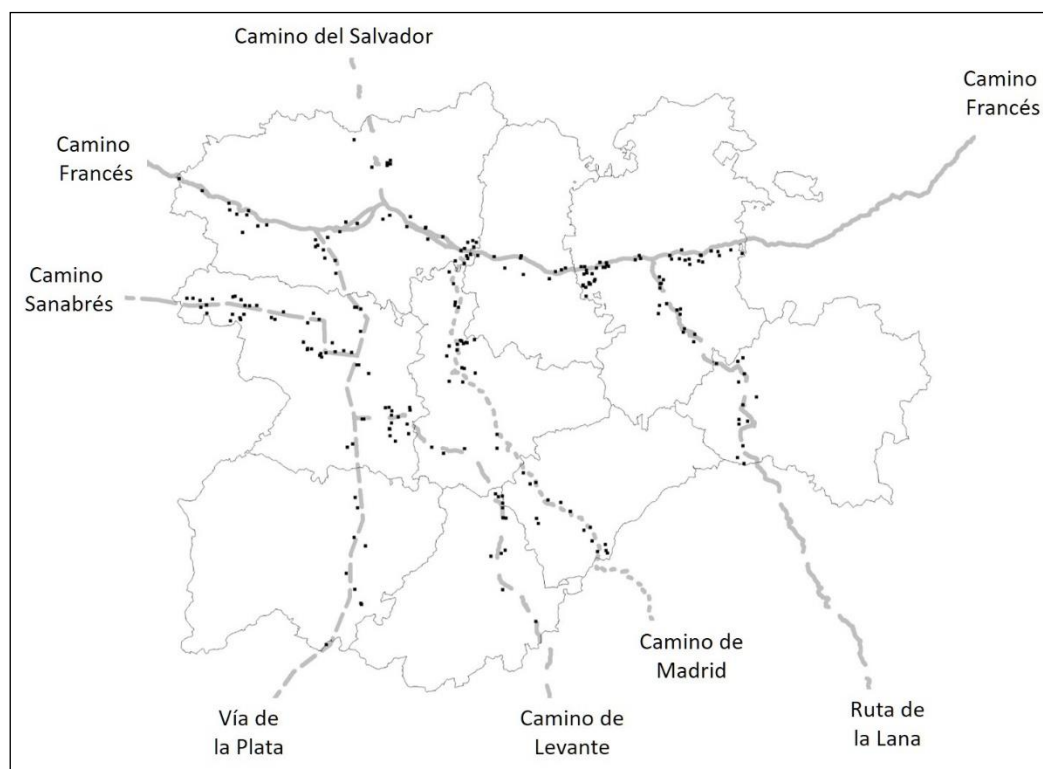 Camino del Salvador
Camino
Francés
Camino
Francés
Camino
Sanabrés
Camino de
Madrid
Vía de
la Plata
Camino de
Levante
Ruta de
la Lana